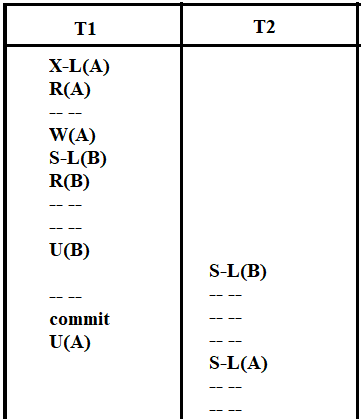 T1 T2
X-L(A)
R(A)
-- --
W(A)
S-L(B)
R(B)
-- --
-- --
U(B)
S-L(B)
-- -- -- --
commit -- --
U(A) -- --
S-L(A)
-- --
-- --